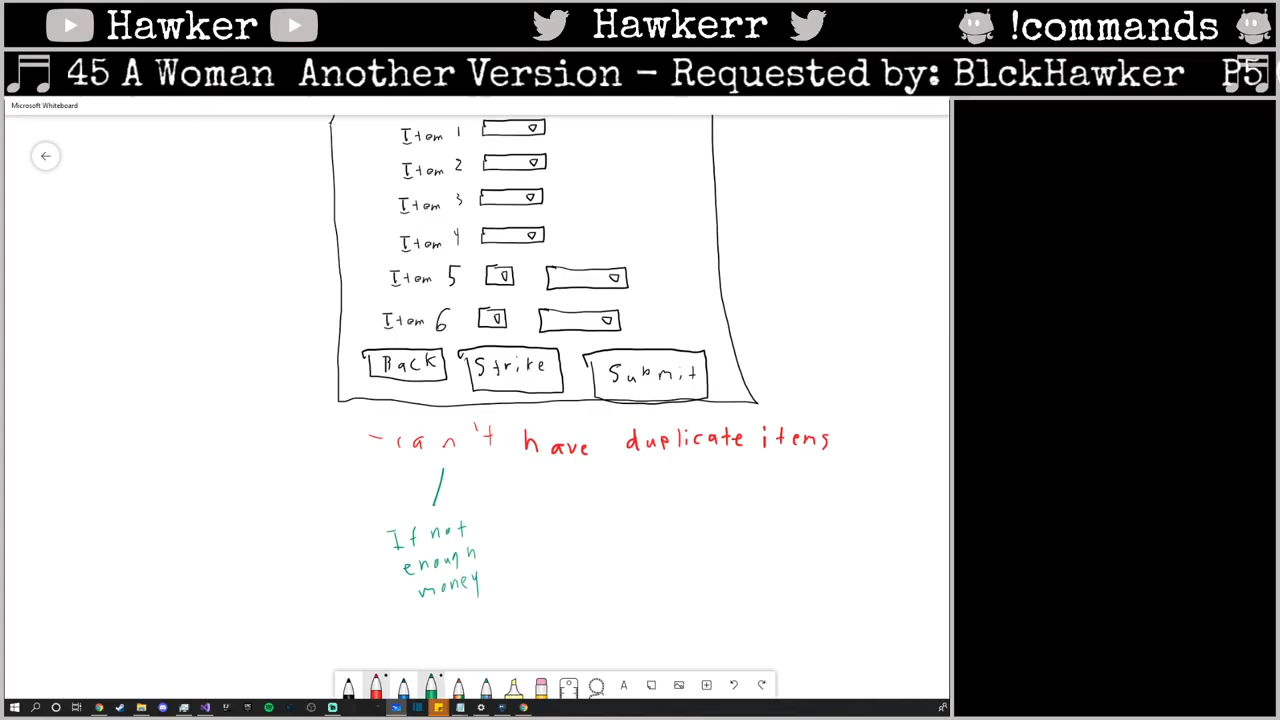 Hawker
Hawkerr
!commands
45 A Woman Another Version - Requested by: BlckHawker P5
Microsoft Whiteboard
Item 1
Item 2
Item 3
Item 4
Item 5
Item 6
Back Strike Submit
- can't have duplicate items
If not
enough
money
A